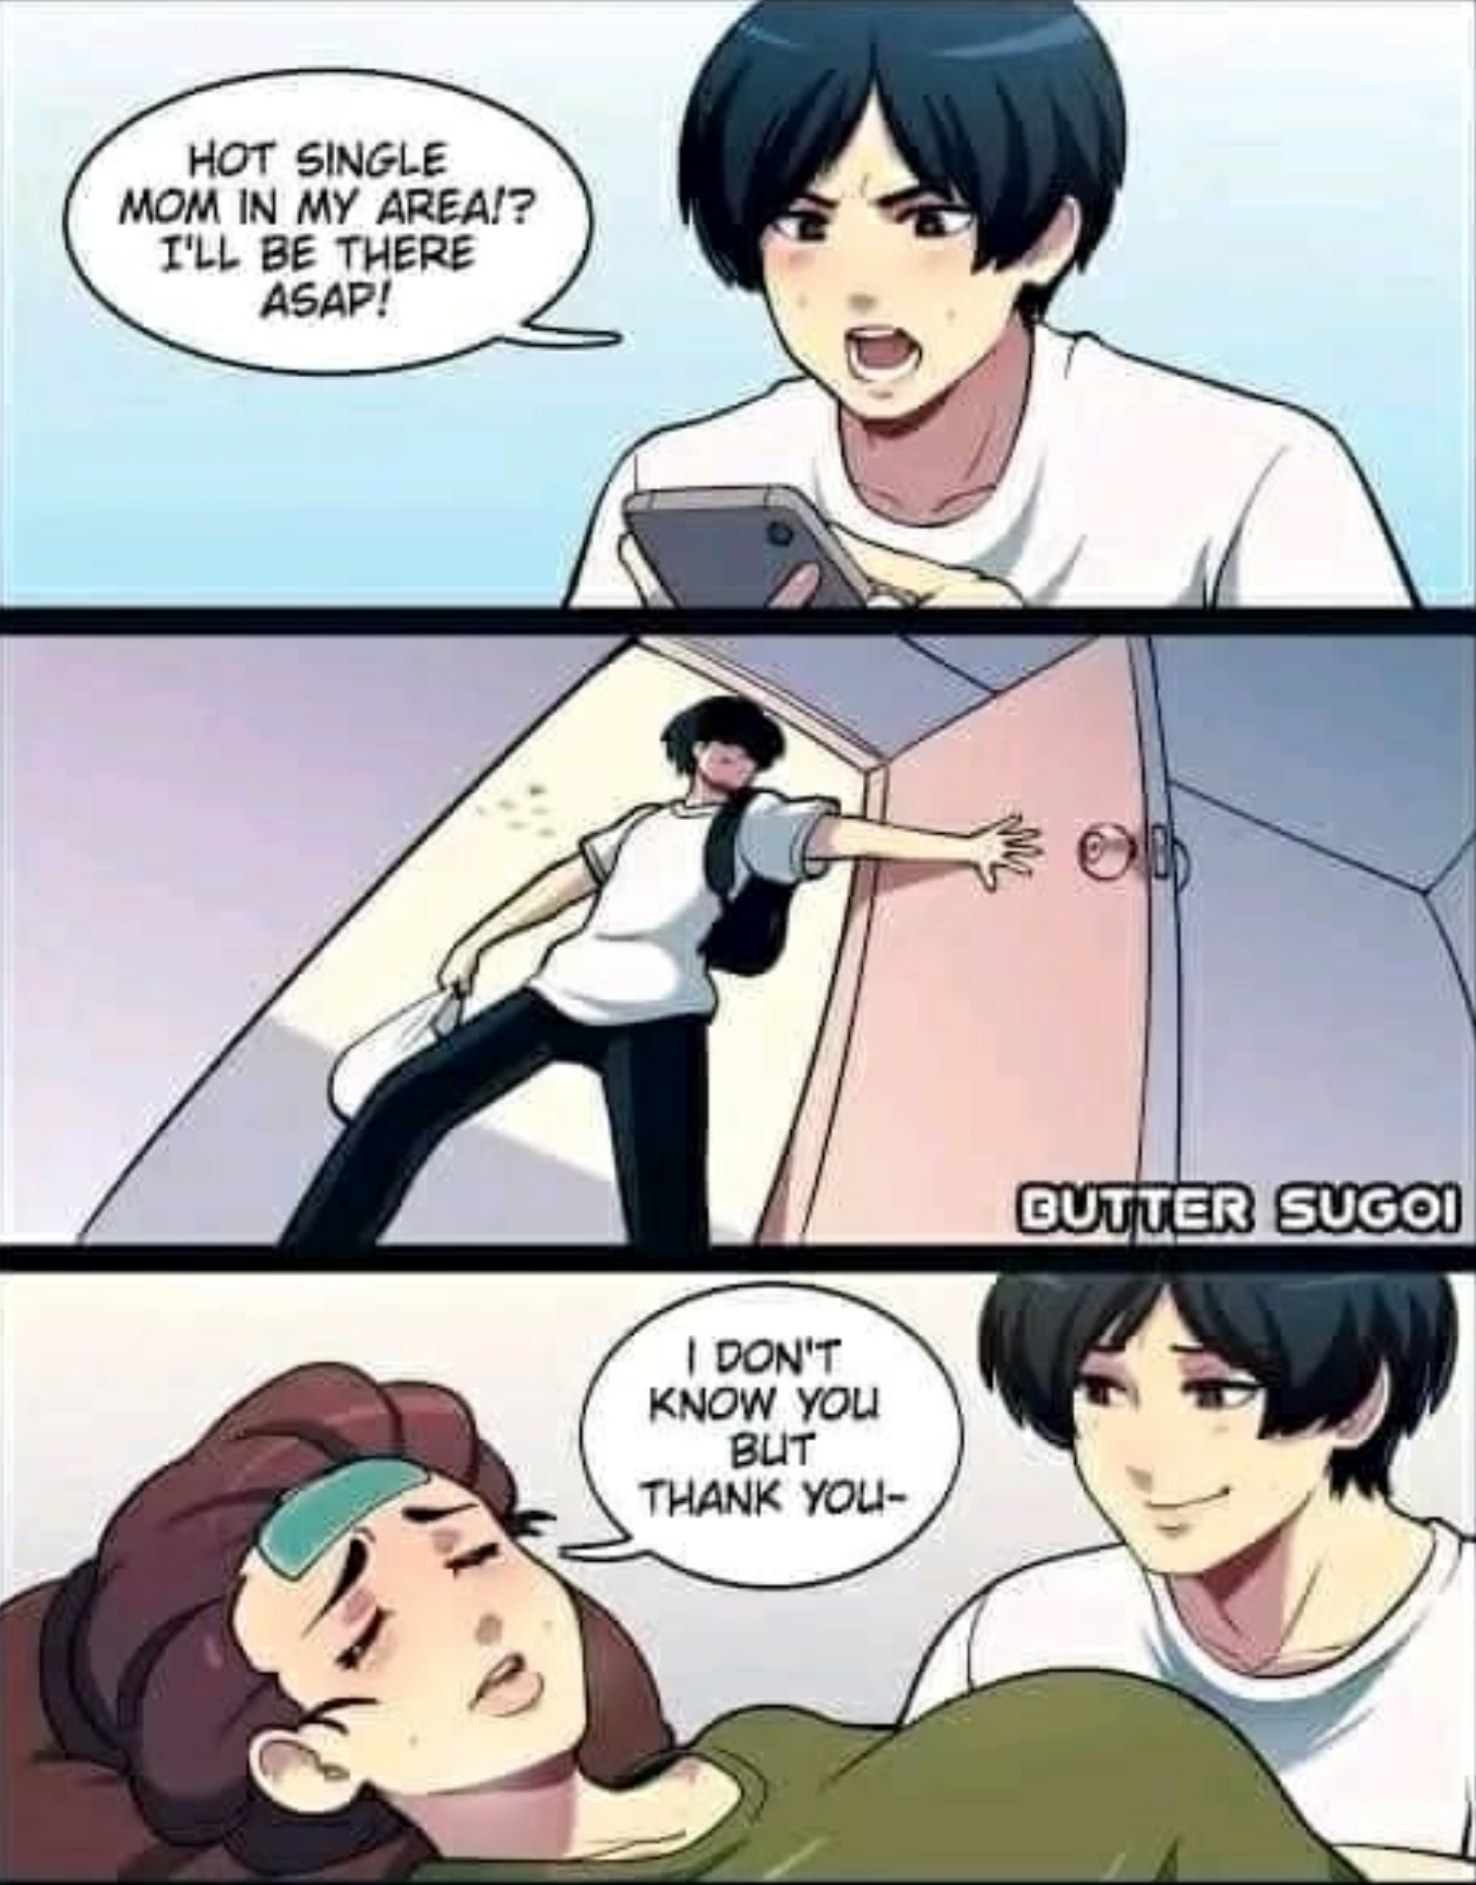 HOT SINGLE
MOM IN MY AREA!?
I'LL BE THERE
ASAP!
BUTTER SUGOI
I DON'T
KNOW YOU
BUT
THANK YOU-